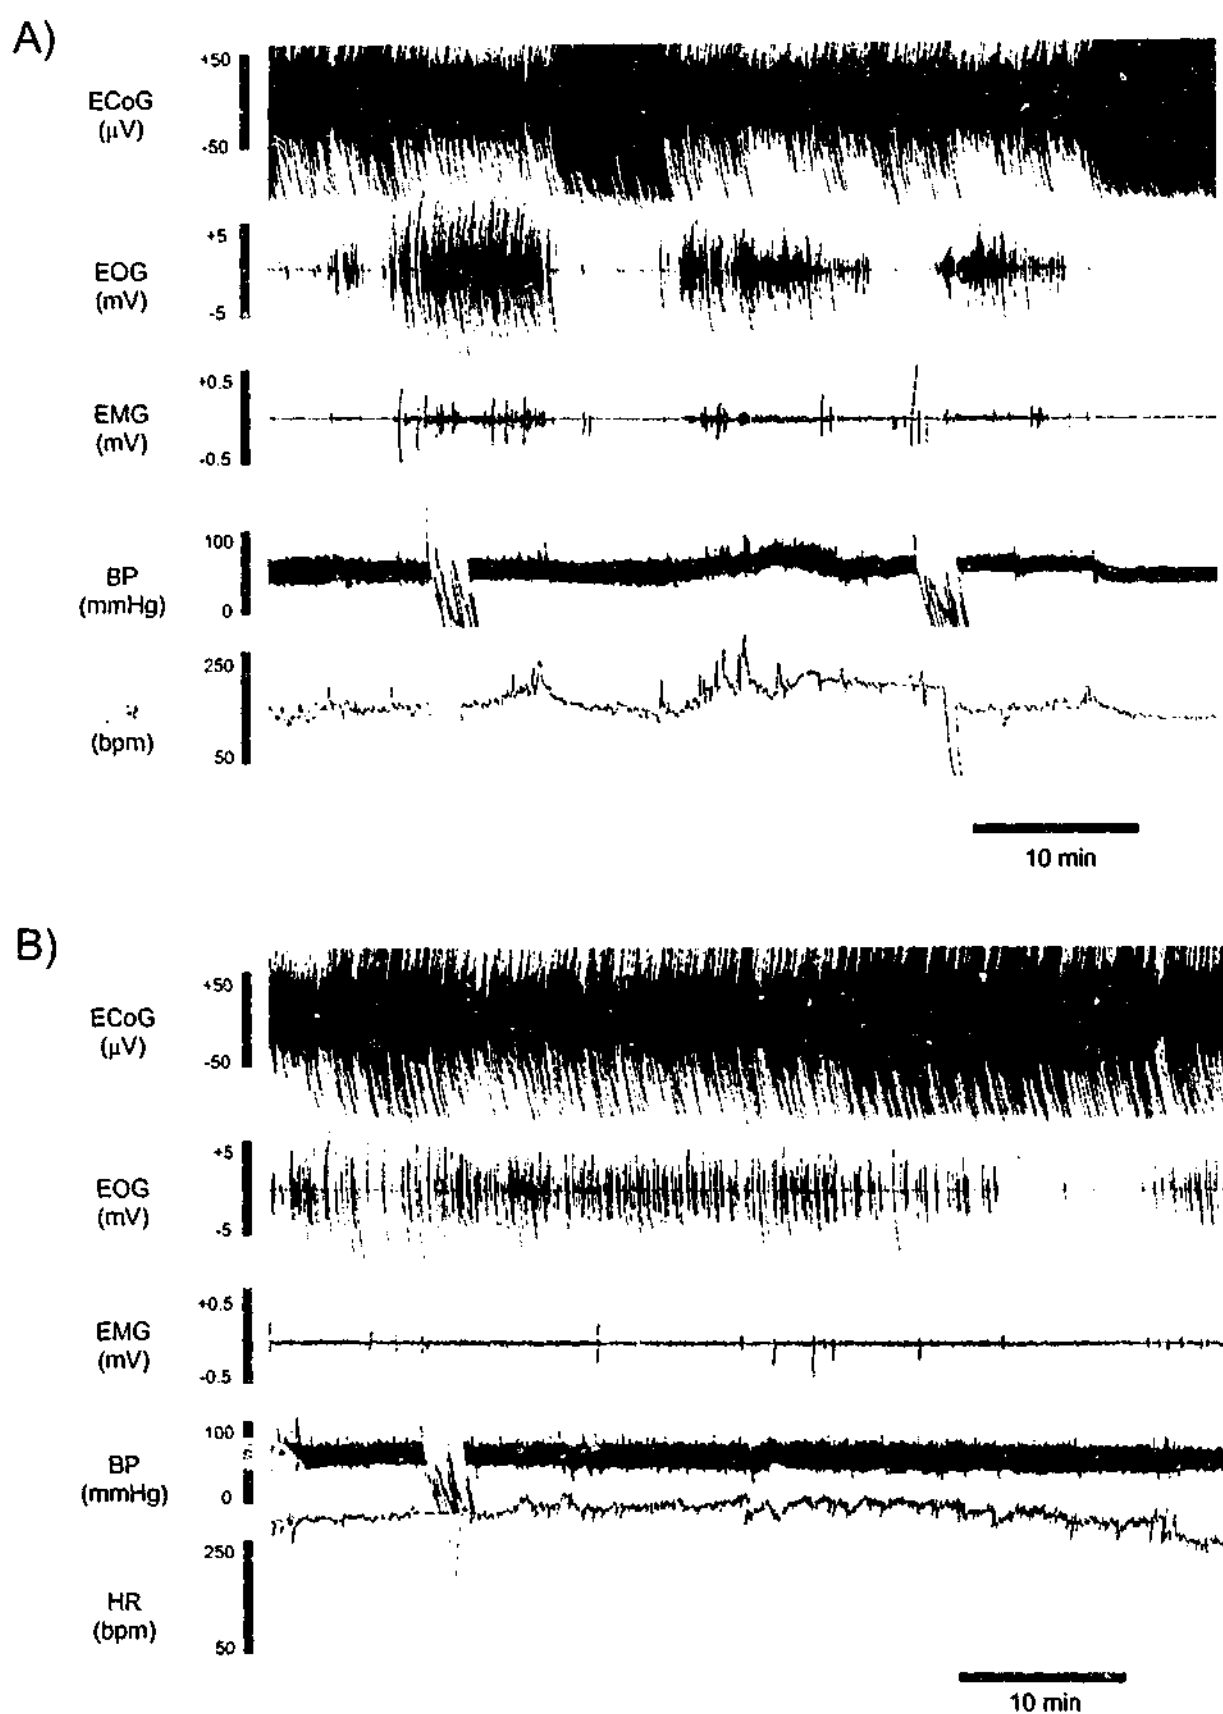 A)
+50
ECoG
(μV)
-50
+5
EOG
(mV)
-5
+0.5
EMG
(mV)
-0.5
100
BP
(mmHg)
0
250
(bpm)
50
10 min
B)
+50
ECoG
(μV)
-50
+5
EOG
(mV)
-5
+0.5
EMG
(mV)
-0.5
100
BP
(mmHg)
0
250
HR
(bpm)
50
10 min